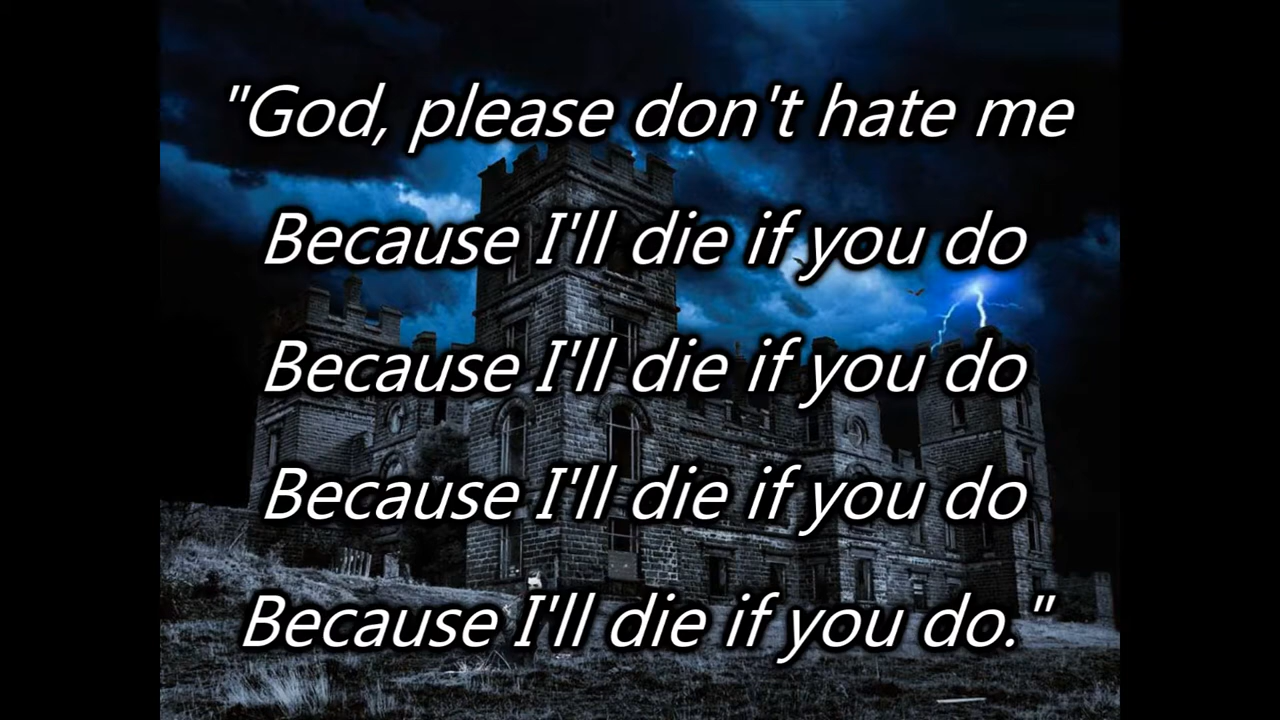 "God, please don't hate me
Because I'll die if you do
Because I'll die if you do
Because I'll die if you do
Because I'll die if you do."